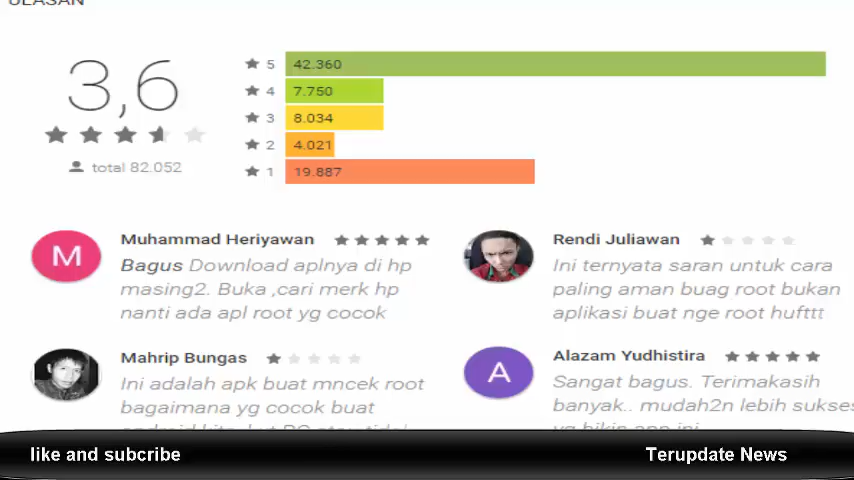 ULASAN
3,6
total 82.052
5 42.360
4 7.750
3 8.034
2 4.021
1 19.887
Muhammad Heriyawan
Bagus Download aplnya di hp
masing2. Buka ,cari merk hp
nanti ada apl root yg cocok
Rendi Juliawan
Ini ternyata saran untuk cara
paling aman buag root bukan
aplikasi buat nge root hufttt
Mahrip Bungas
Ini adalah apk buat mncek root
bagaimana yg cocok buat
M
Alazam Yudhistira
A
Sangat bagus. Terimakasih
banyak.. mudah2n lebih sukses
yg bikin app ini
like and subcribe
Terupdate News